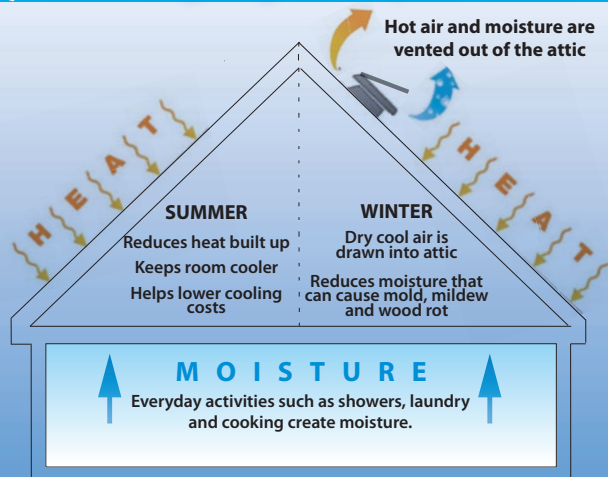 Hot air and moisture are
vented out of the attic
HEAT
HEAT
SUMMER
Reduces heat built up
Keeps room cooler
Helps lower cooling
costs
WINTER
Dry cool air is
drawn into attic
Reduces moisture that
can cause mold, mildew
and wood rot
MOISTURE
Everyday activities such as showers, laundry
and cooking create moisture.